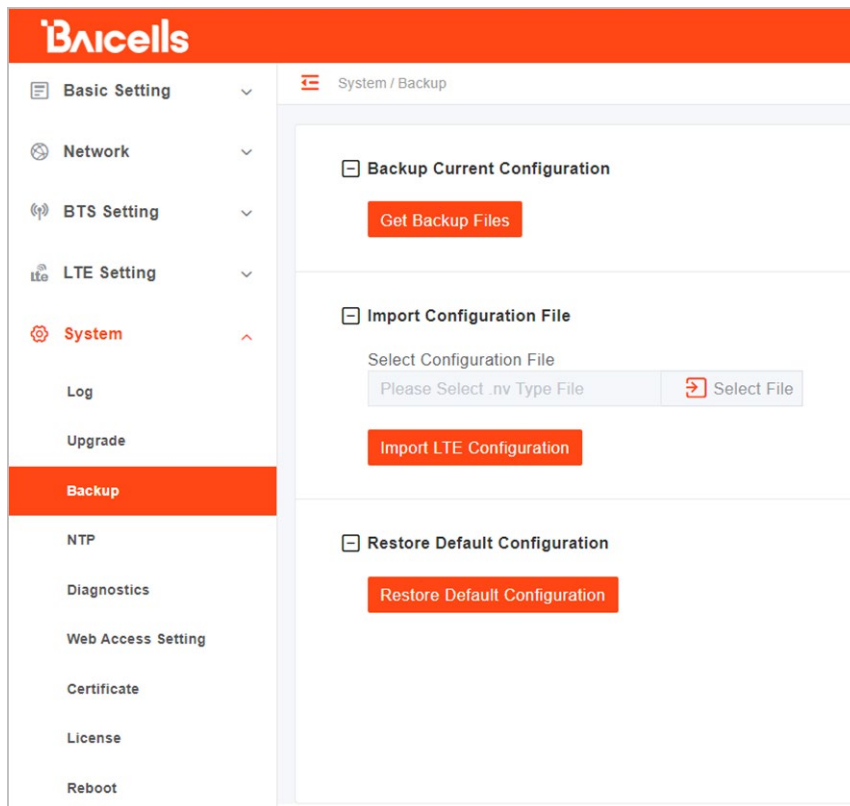 Baicells
Basic Setting
System / Backup
Network
BTS Setting
lte LTE Setting
System
Log
Upgrade
Backup
NTP
Diagnostics
Web Access Setting
Certificate
License
Reboot
Backup Current Configuration
Get Backup Files
Import Configuration File
Select Configuration File
Please Select .nv Type File Select File
Import LTE Configuration
Restore Default Configuration
Restore Default Configuration